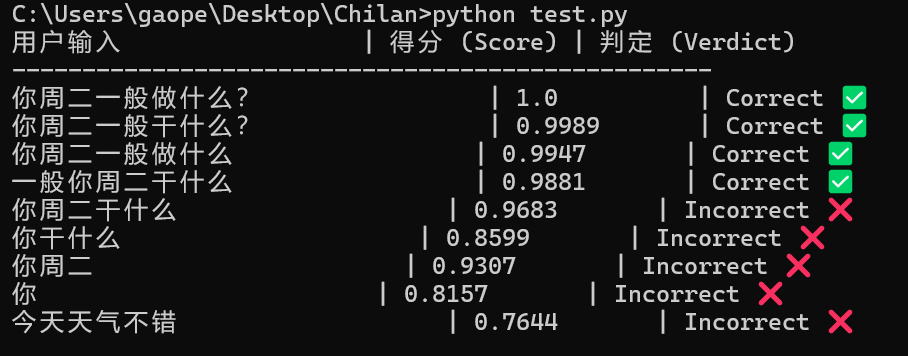 C:\Users\gaope\Desktop\Chilan>python test.py
用户输入 | 得分 (Score) | 判定 (Verdict)
--------------------------------------------------
你周二一般做什么? | 1.0 | Correct ✅
你周二一般干什么? | 0.9989 | Correct ✅
你周二一般做什么 | 0.9947 | Correct ✅
一般你周二干什么 | 0.9881 | Correct ✅
你周二干什么 | 0.9683 | Incorrect ❌
你干什么 | 0.8599 | Incorrect ❌
你周二 | 0.9307 | Incorrect ❌
你 | 0.8157 | Incorrect ❌
今天天气不错 | 0.7644 | Incorrect ❌